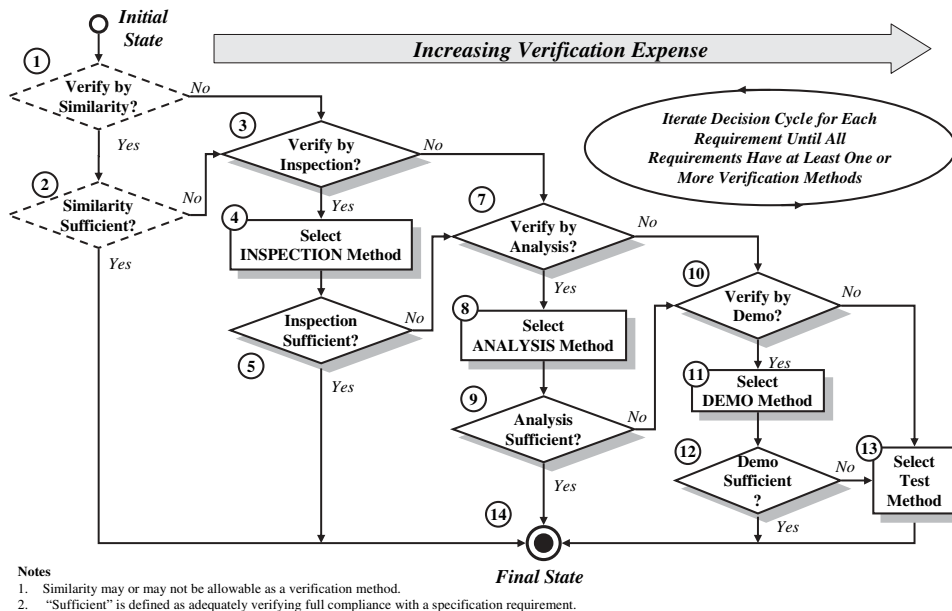 Initial
State
Increasing Verification Expense
1
Verify by
Similarity?
No
Yes
2
Similarity
Sufficient?
No
Yes
3
Verify by
Inspection?
No
Yes
4
Select
INSPECTION Method
5
Inspection
Sufficient?
No
Yes
Iterate Decision Cycle for Each
Requirement Until All
Requirements Have at Least One or
More Verification Methods
7
Verify by
Analysis?
No
Yes
8
Select
ANALYSIS Method
9
Analysis
Sufficient?
No
Yes
10
Verify by
Demo?
No
Yes
11
Select
DEMO Method
12
Demo
Sufficient
?
No
Yes
13
Select
Test
Method
14
Final State
Notes
1. Similarity may or may not be allowable as a verification method.
2. “Sufficient” is defined as adequately verifying full compliance with a specification requirement.